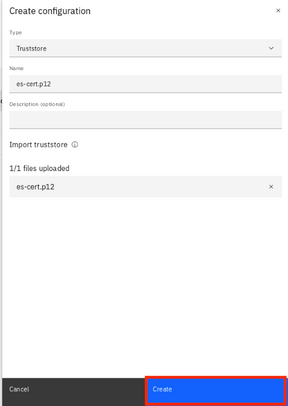 Create configuration
Type
Truststore
Name
es-cert.p12
Description (optional)
Import truststore
1/1 files uploaded
es-cert.p12
Cancel
Create